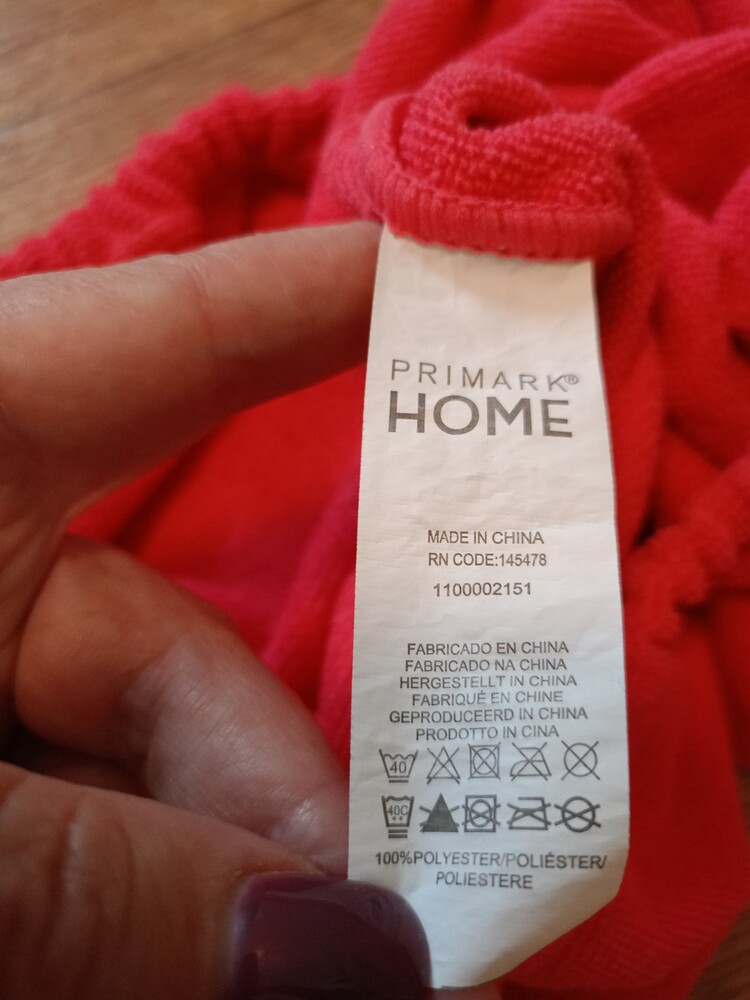 PRIMARK®
HOME
MADE IN CHINA
RN CODE:145478
1100002151
FABRICADO EN CHINA
FABRICADO NA CHINA
HERGESTELLT IN CHINA
FABRIQUÉ EN CHINE
GEPRODUCEERD IN CHINA
PRODOTTO IN CINA
40
40C
100%POLYESTER/POLIÉSTER/
POLIESTERE